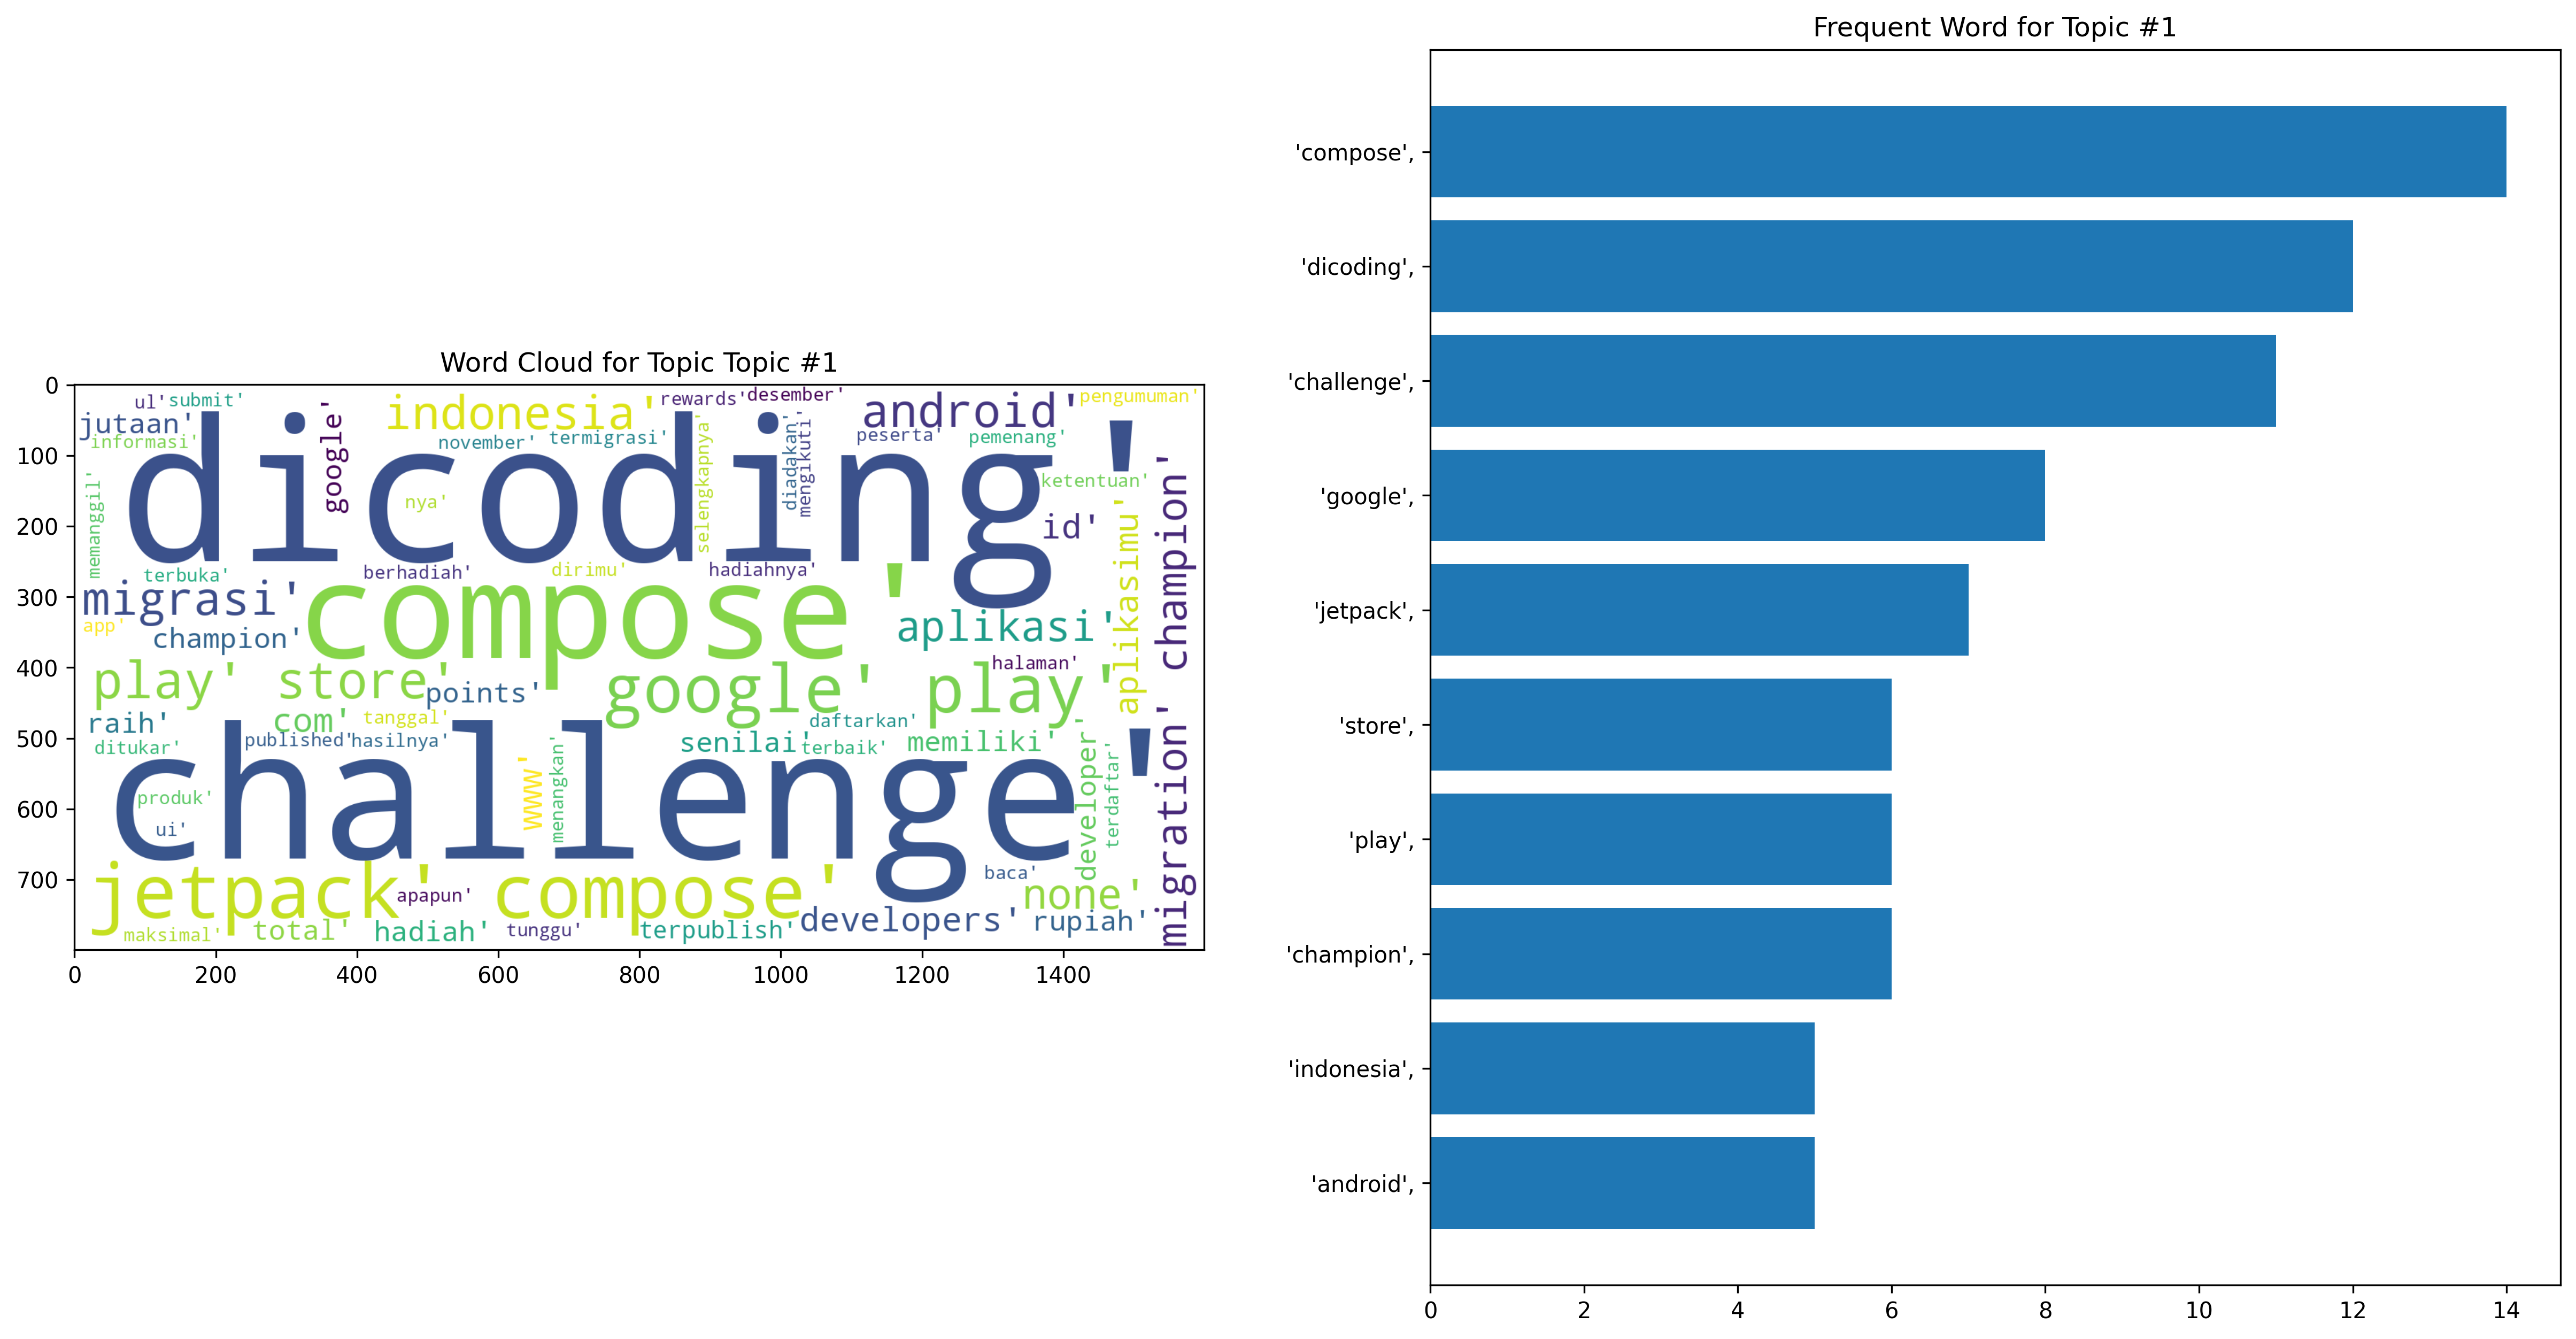 Word Cloud for Topic Topic #1
0
100
200
300
400
500
600
700
0 200 400 600 800 1000 1200 1400
ul' submit' indonesia' rewards' desember' android' pengumuman'
jutaan' google' november' termigrasi' selengkapnya' diadakan' mengikuti' peserta' pemenang'
informasi'
dicoding'
memanggil' nya' ketentuan'
id' aplikasimu' migration' champion'
terbuka' berhadiah' dirimu' hadiahnya'
migrasi' compose' aplikasi'
app' champion'
halaman'
play' store' points' google' play'
raih' com' tanggal' daftarkan'
ditukar' published' hasilnya' senilai' terbaik' memiliki' developer' terdaftar'
challenge'
produk' www' menangkan'
ui'
jetpack' compose' baca' none'
apapun'
maksimal' total' hadiah' tunggu' terpublish' developers' rupiah'
Frequent Word for Topic #1
'compose',
'dicoding',
'challenge',
'google',
'jetpack',
'store',
'play',
'champion',
'indonesia',
'android',
0 2 4 6 8 10 12 14